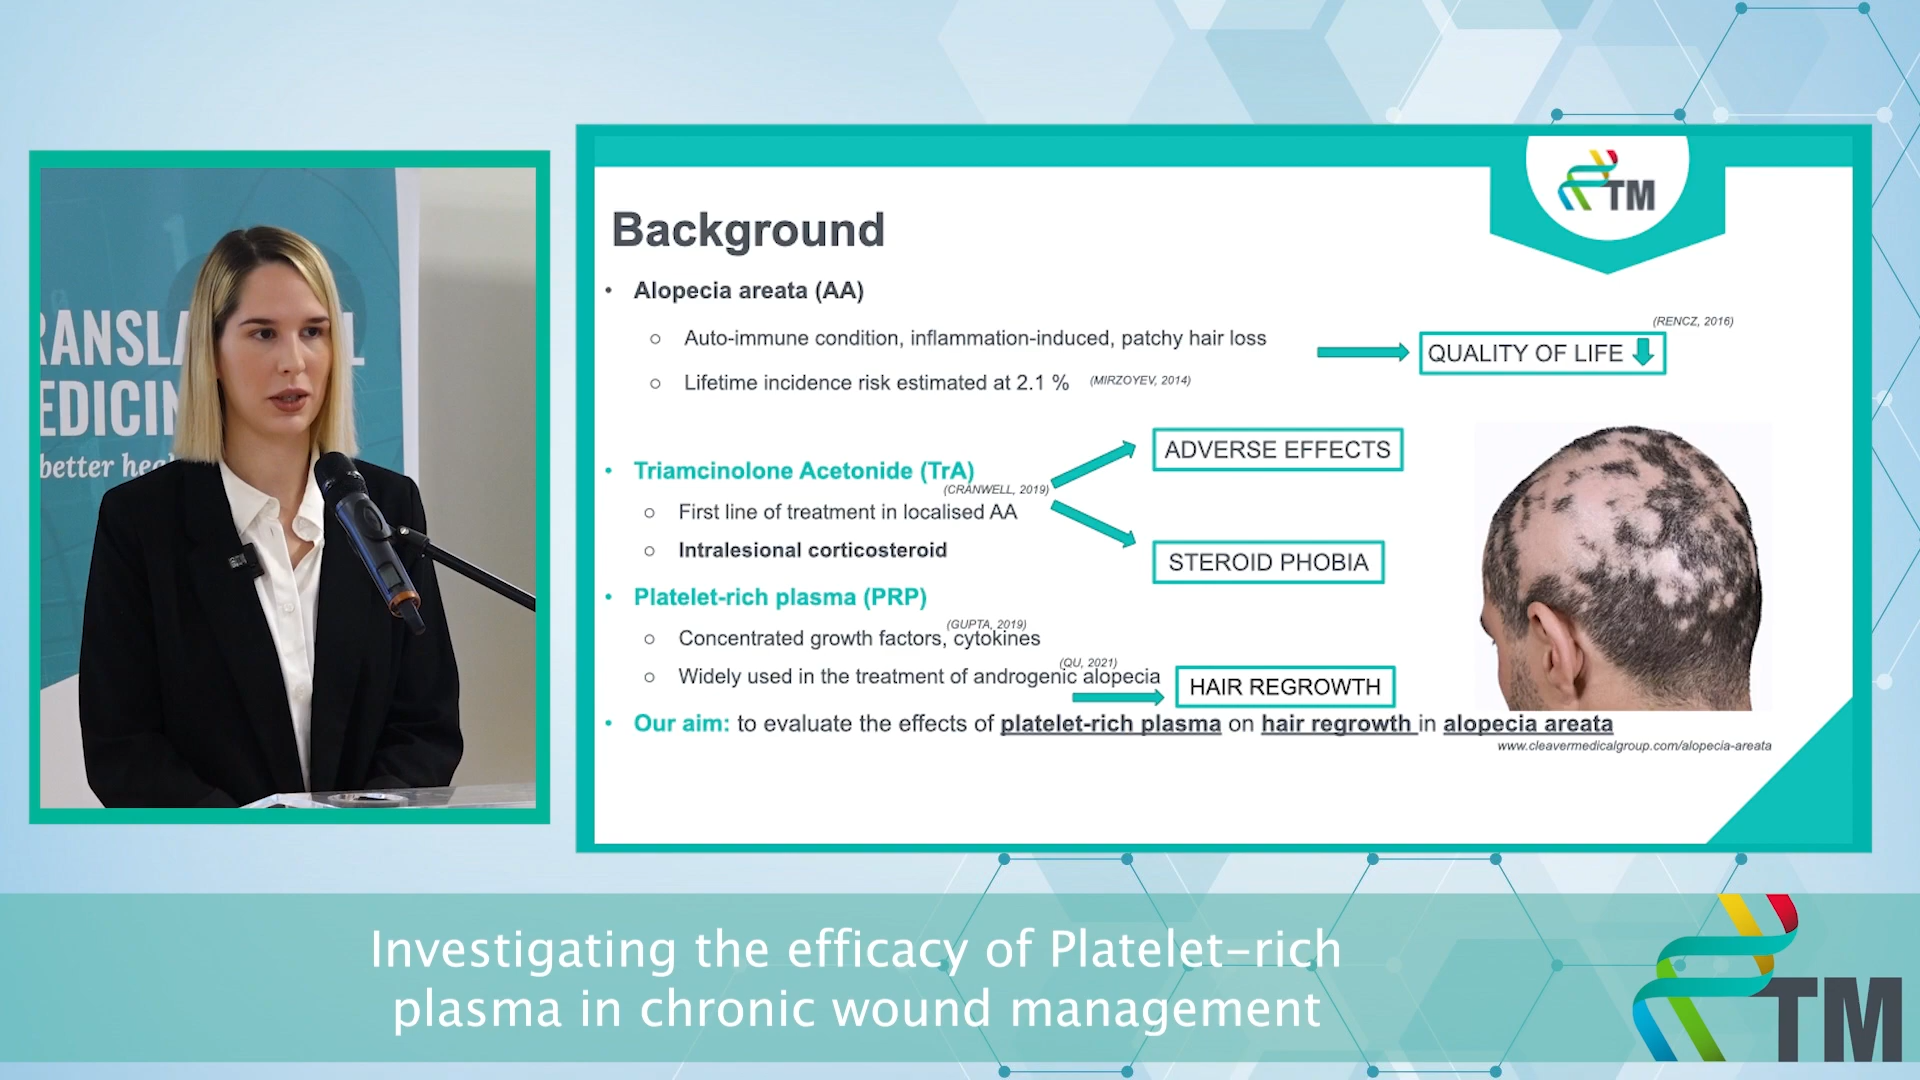 TM
Background
• Alopecia areata (AA)
○ Auto-immune condition, inflammation-induced, patchy hair loss
(RENCZ, 2016)
QUALITY OF LIFE
○ Lifetime incidence risk estimated at 2.1 % (MIRZOYEV, 2014)
ADVERSE EFFECTS
• Triamcinolone Acetonide (TrA)
(CRANWELL, 2019)
○ First line of treatment in localised AA
○ Intralesional corticosteroid
STEROID PHOBIA
• Platelet-rich plasma (PRP)
(GUPTA, 2019)
○ Concentrated growth factors, cytokines
(QU, 2021)
○ Widely used in the treatment of androgenic alopecia
HAIR REGROWTH
• Our aim: to evaluate the effects of platelet-rich plasma on hair regrowth in alopecia areata
www.cleavermedicalgroup.com/alopecia-areata
Investigating the efficacy of Platelet-rich
plasma in chronic wound management
TM